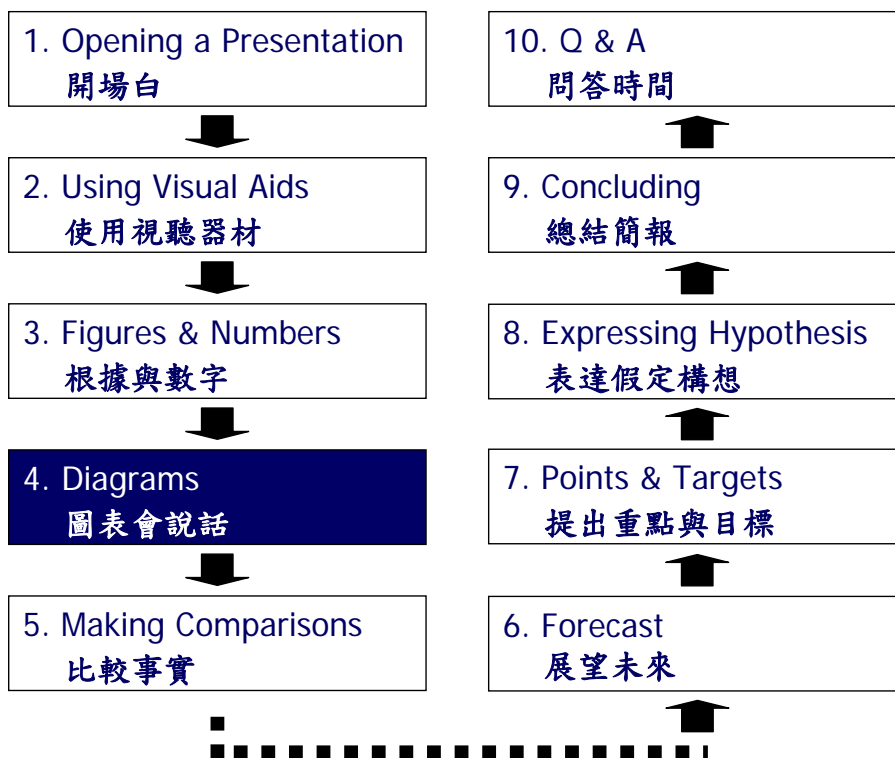 1. Opening a Presentation
開場白
2. Using Visual Aids
使用視聽器材
3. Figures & Numbers
根據與數字
4. Diagrams
圖表會說話
5. Making Comparisons
比較事實
6. Forecast
展望未來
7. Points & Targets
提出重點與目標
8. Expressing Hypothesis
表達假定構想
9. Concluding
總結簡報
10. Q & A
問答時間